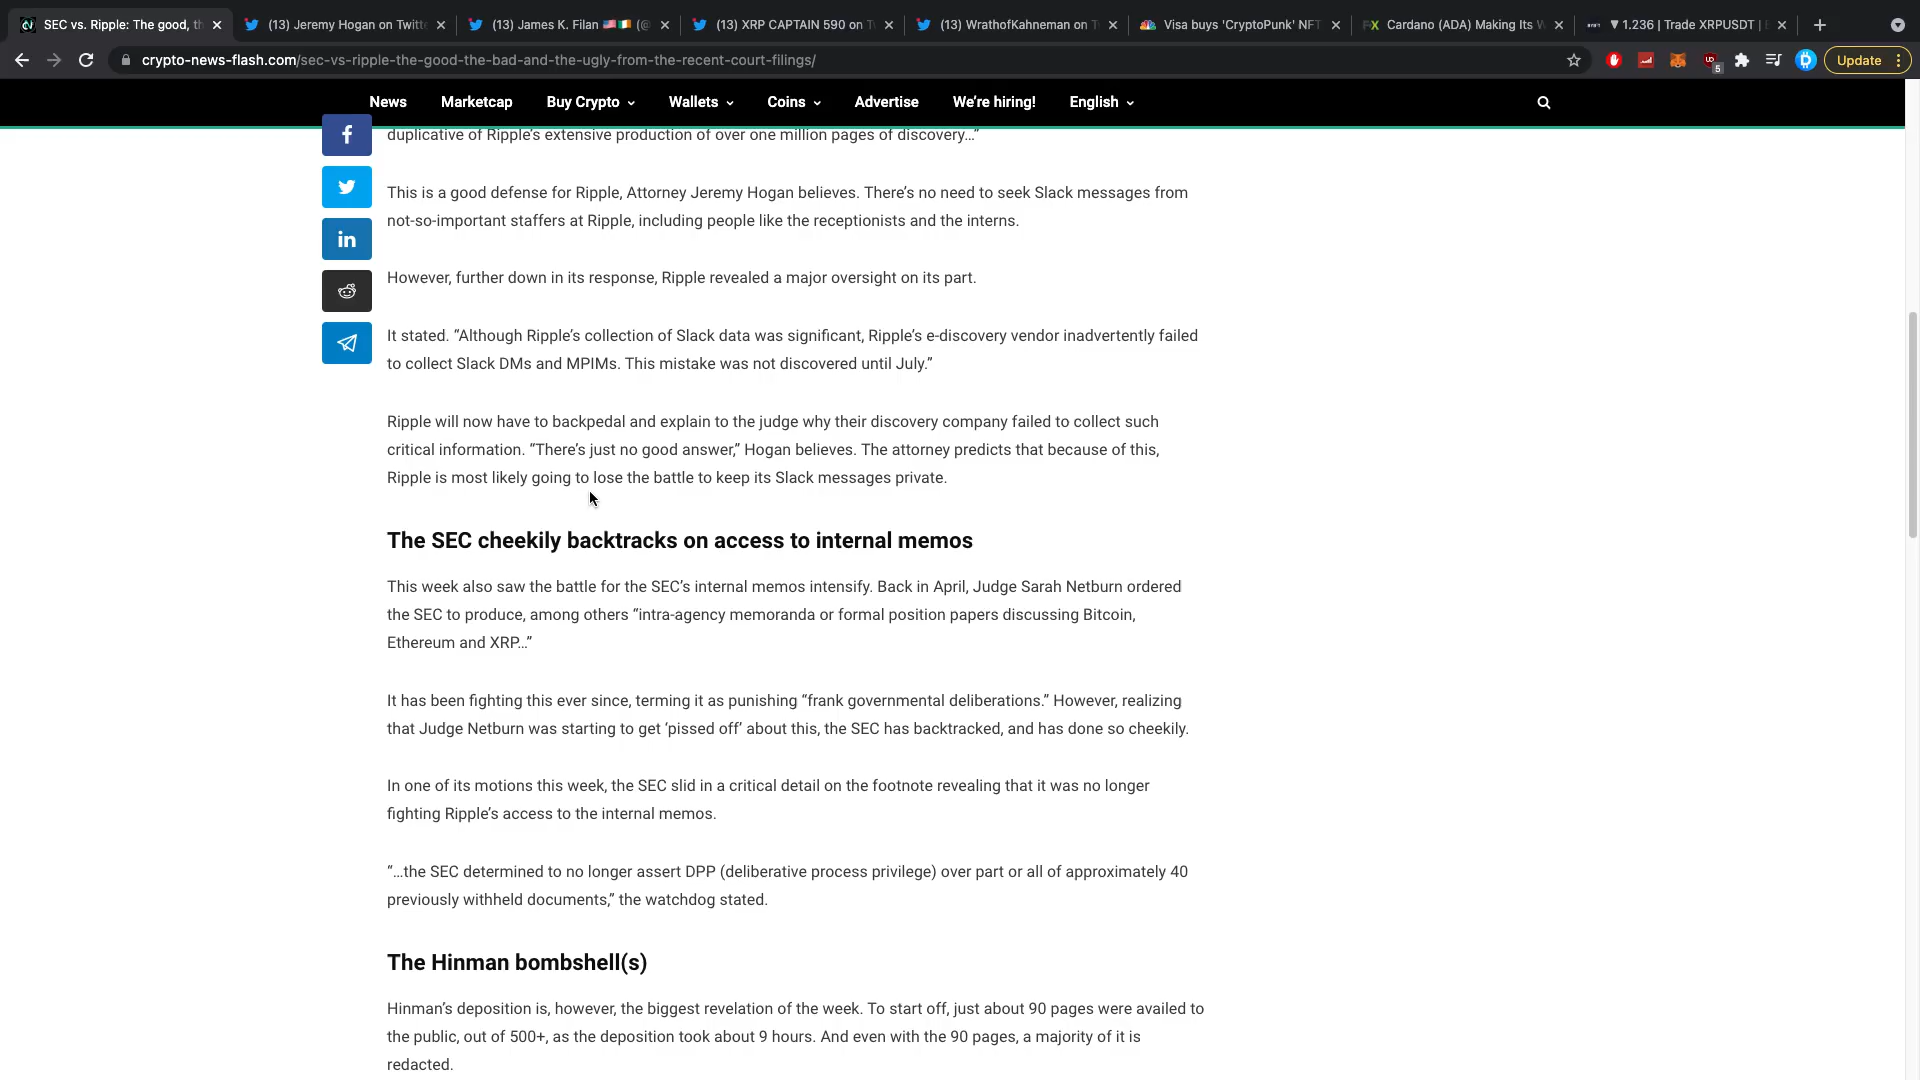 SEC vs. Ripple: The good, th
(13) Jeremy Hogan on Twitte
(13) James K. Filan 🇺🇸🇮🇪 (@
(13) XRP CAPTAIN 590 on T
(13) WrathofKahneman on T
Visa buys 'CryptoPunk' NFT
Cardano (ADA) Making Its W
▼ 1.236 | Trade XRPUSDT |
crypto-news-flash.com/sec-vs-ripple-the-good-the-bad-and-the-ugly-from-the-recent-court-filings/
5
Update
News
Marketcap
Buy Crypto
Wallets
Coins
Advertise
We're hiring!
English
duplicative of Ripple's extensive production of over one million pages of discovery…”
This is a good defense for Ripple, Attorney Jeremy Hogan believes. There's no need to seek Slack messages from
not-so-important staffers at Ripple, including people like the receptionists and the interns.
However, further down in its response, Ripple revealed a major oversight on its part.
It stated. “Although Ripple's collection of Slack data was significant, Ripple's e-discovery vendor inadvertently failed
to collect Slack DMs and MPIMs. This mistake was not discovered until July.”
Ripple will now have to backpedal and explain to the judge why their discovery company failed to collect such
critical information. “There's just no good answer,” Hogan believes. The attorney predicts that because of this,
Ripple is most likely going to lose the battle to keep its Slack messages private.
The SEC cheekily backtracks on access to internal memos
This week also saw the battle for the SEC's internal memos intensify. Back in April, Judge Sarah Netburn ordered
the SEC to produce, among others “intra-agency memoranda or formal position papers discussing Bitcoin,
Ethereum and XRP…”
It has been fighting this ever since, terming it as punishing “frank governmental deliberations.” However, realizing
that Judge Netburn was starting to get ‘pissed off’ about this, the SEC has backtracked, and has done so cheekily.
In one of its motions this week, the SEC slid in a critical detail on the footnote revealing that it was no longer
fighting Ripple's access to the internal memos.
“…the SEC determined to no longer assert DPP (deliberative process privilege) over part or all of approximately 40
previously withheld documents,” the watchdog stated.
The Hinman bombshell(s)
Hinman's deposition is, however, the biggest revelation of the week. To start off, just about 90 pages were availed to
the public, out of 500+, as the deposition took about 9 hours. And even with the 90 pages, a majority of it is
redacted.